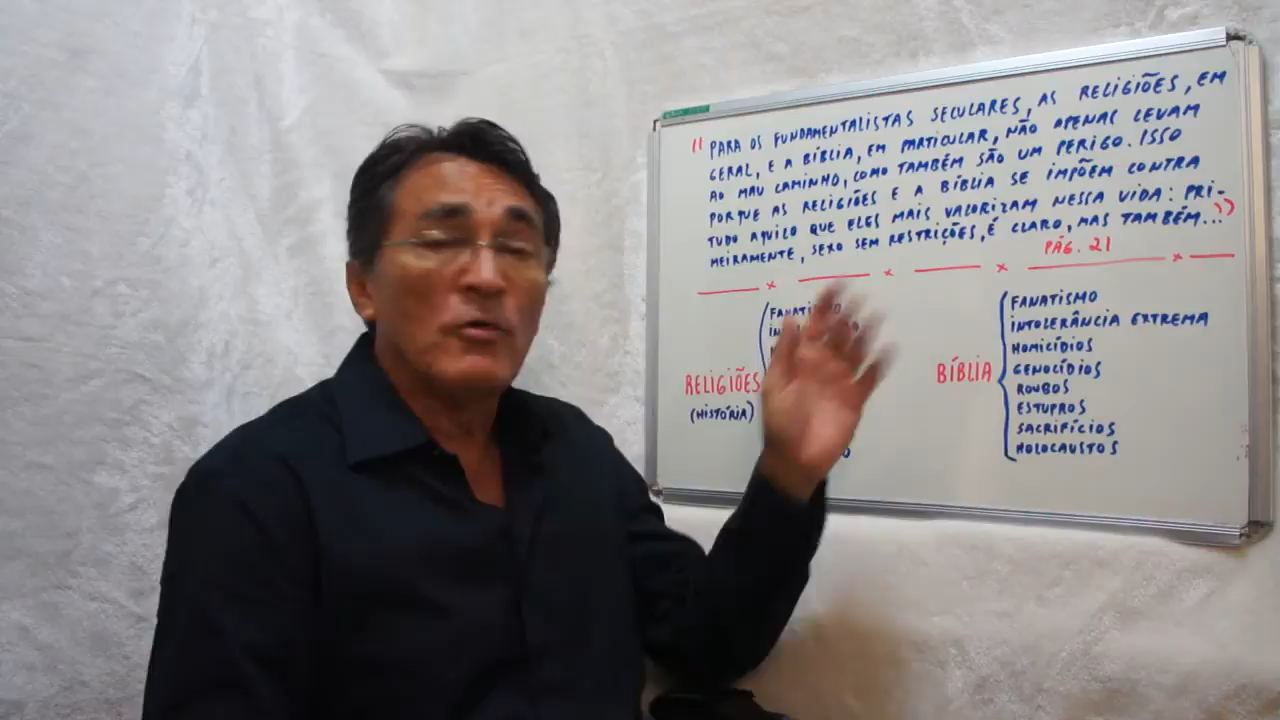 " PARA OS FUNDAMENTALISTAS SECULARES, AS RELIGIÕES, EM
GERAL, E A BÍBLIA, EM PARTICULAR, NÃO APENAS LEVAM
AO MAU CAMINHO, COMO TAMBÉM SÃO UM PERIGO. ISSO
PORQUE AS RELIGIÕES E A BÍBLIA SE IMPÕEM CONTRA
TUDO AQUILO QUE ELES MAIS VALORIZAM NESSA VIDA: PRI-
MEIRAMENTE, SEXO SEM RESTRIÇÕES, É CLARO, MAS TAMBÉM... "
PÁG. 21
RELIGIÕES
(HISTÓRIA)
BÍBLIA
FANATISMO
INTOLERÂNCIA EXTREMA
HOMICÍDIOS
GENOCÍDIOS
ROUBOS
ESTUPROS
SACRIFÍCIOS
HOLOCAUSTOS